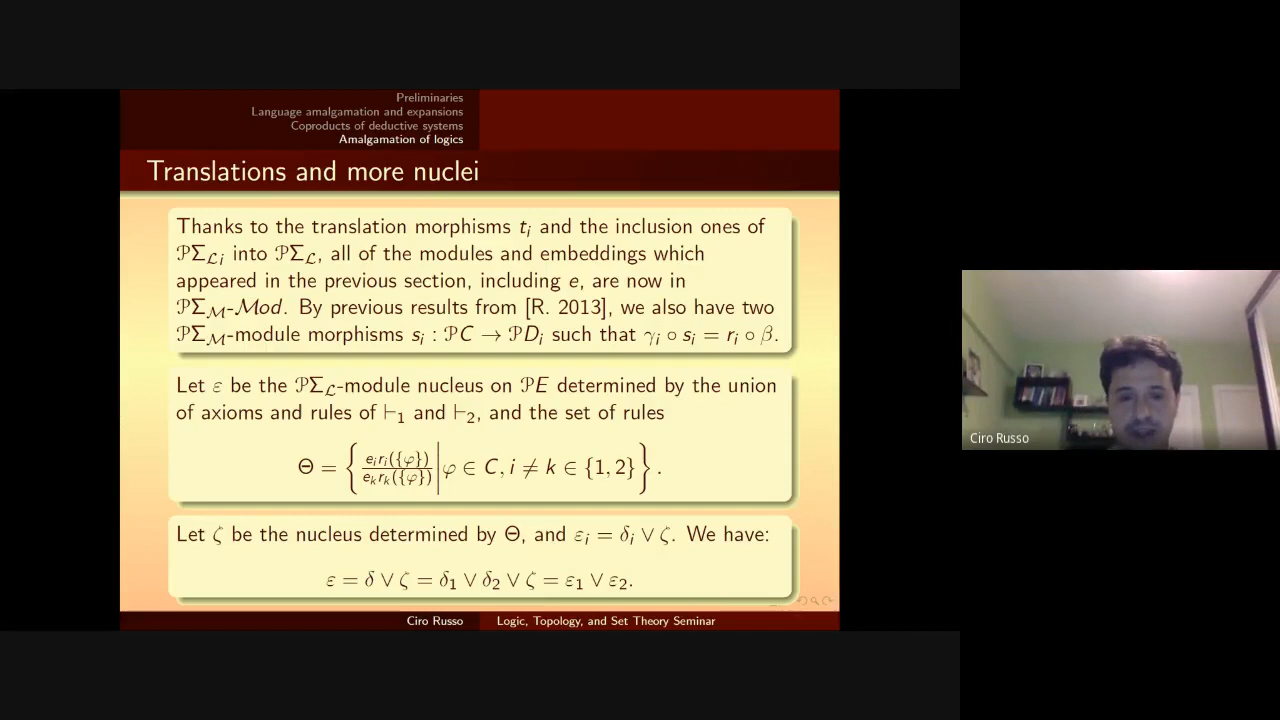 Preliminaries
Language amalgamation and expansions
Coproducts of deductive systems
Amalgamation of logics
Translations and more nuclei
Thanks to the translation morphisms tᵢ and the inclusion ones of
𝒫Σ_ℒᵢ into 𝒫Σ_ℒ, all of the modules and embeddings which
appeared in the previous section, including e, are now in
𝒫Σ_ℳ-ℳod. By previous results from [R. 2013], we also have two
𝒫Σ_ℳ-module morphisms sᵢ : 𝒫C → 𝒫Dᵢ such that γᵢ ∘ sᵢ = rᵢ ∘ β.
Let ε be the 𝒫Σ_ℒ-module nucleus on 𝒫E determined by the union
of axioms and rules of ⊢₁ and ⊢₂, and the set of rules
Θ = { eᵢrᵢ({φ}) / eₖrₖ({φ}) | φ ∈ C, i ≠ k ∈ {1, 2} } .
Let ζ be the nucleus determined by Θ, and εᵢ = δᵢ ∨ ζ. We have:
ε = δ ∨ ζ = δ₁ ∨ δ₂ ∨ ζ = ε₁ ∨ ε₂.
Ciro Russo
Logic, Topology, and Set Theory Seminar
Ciro Russo